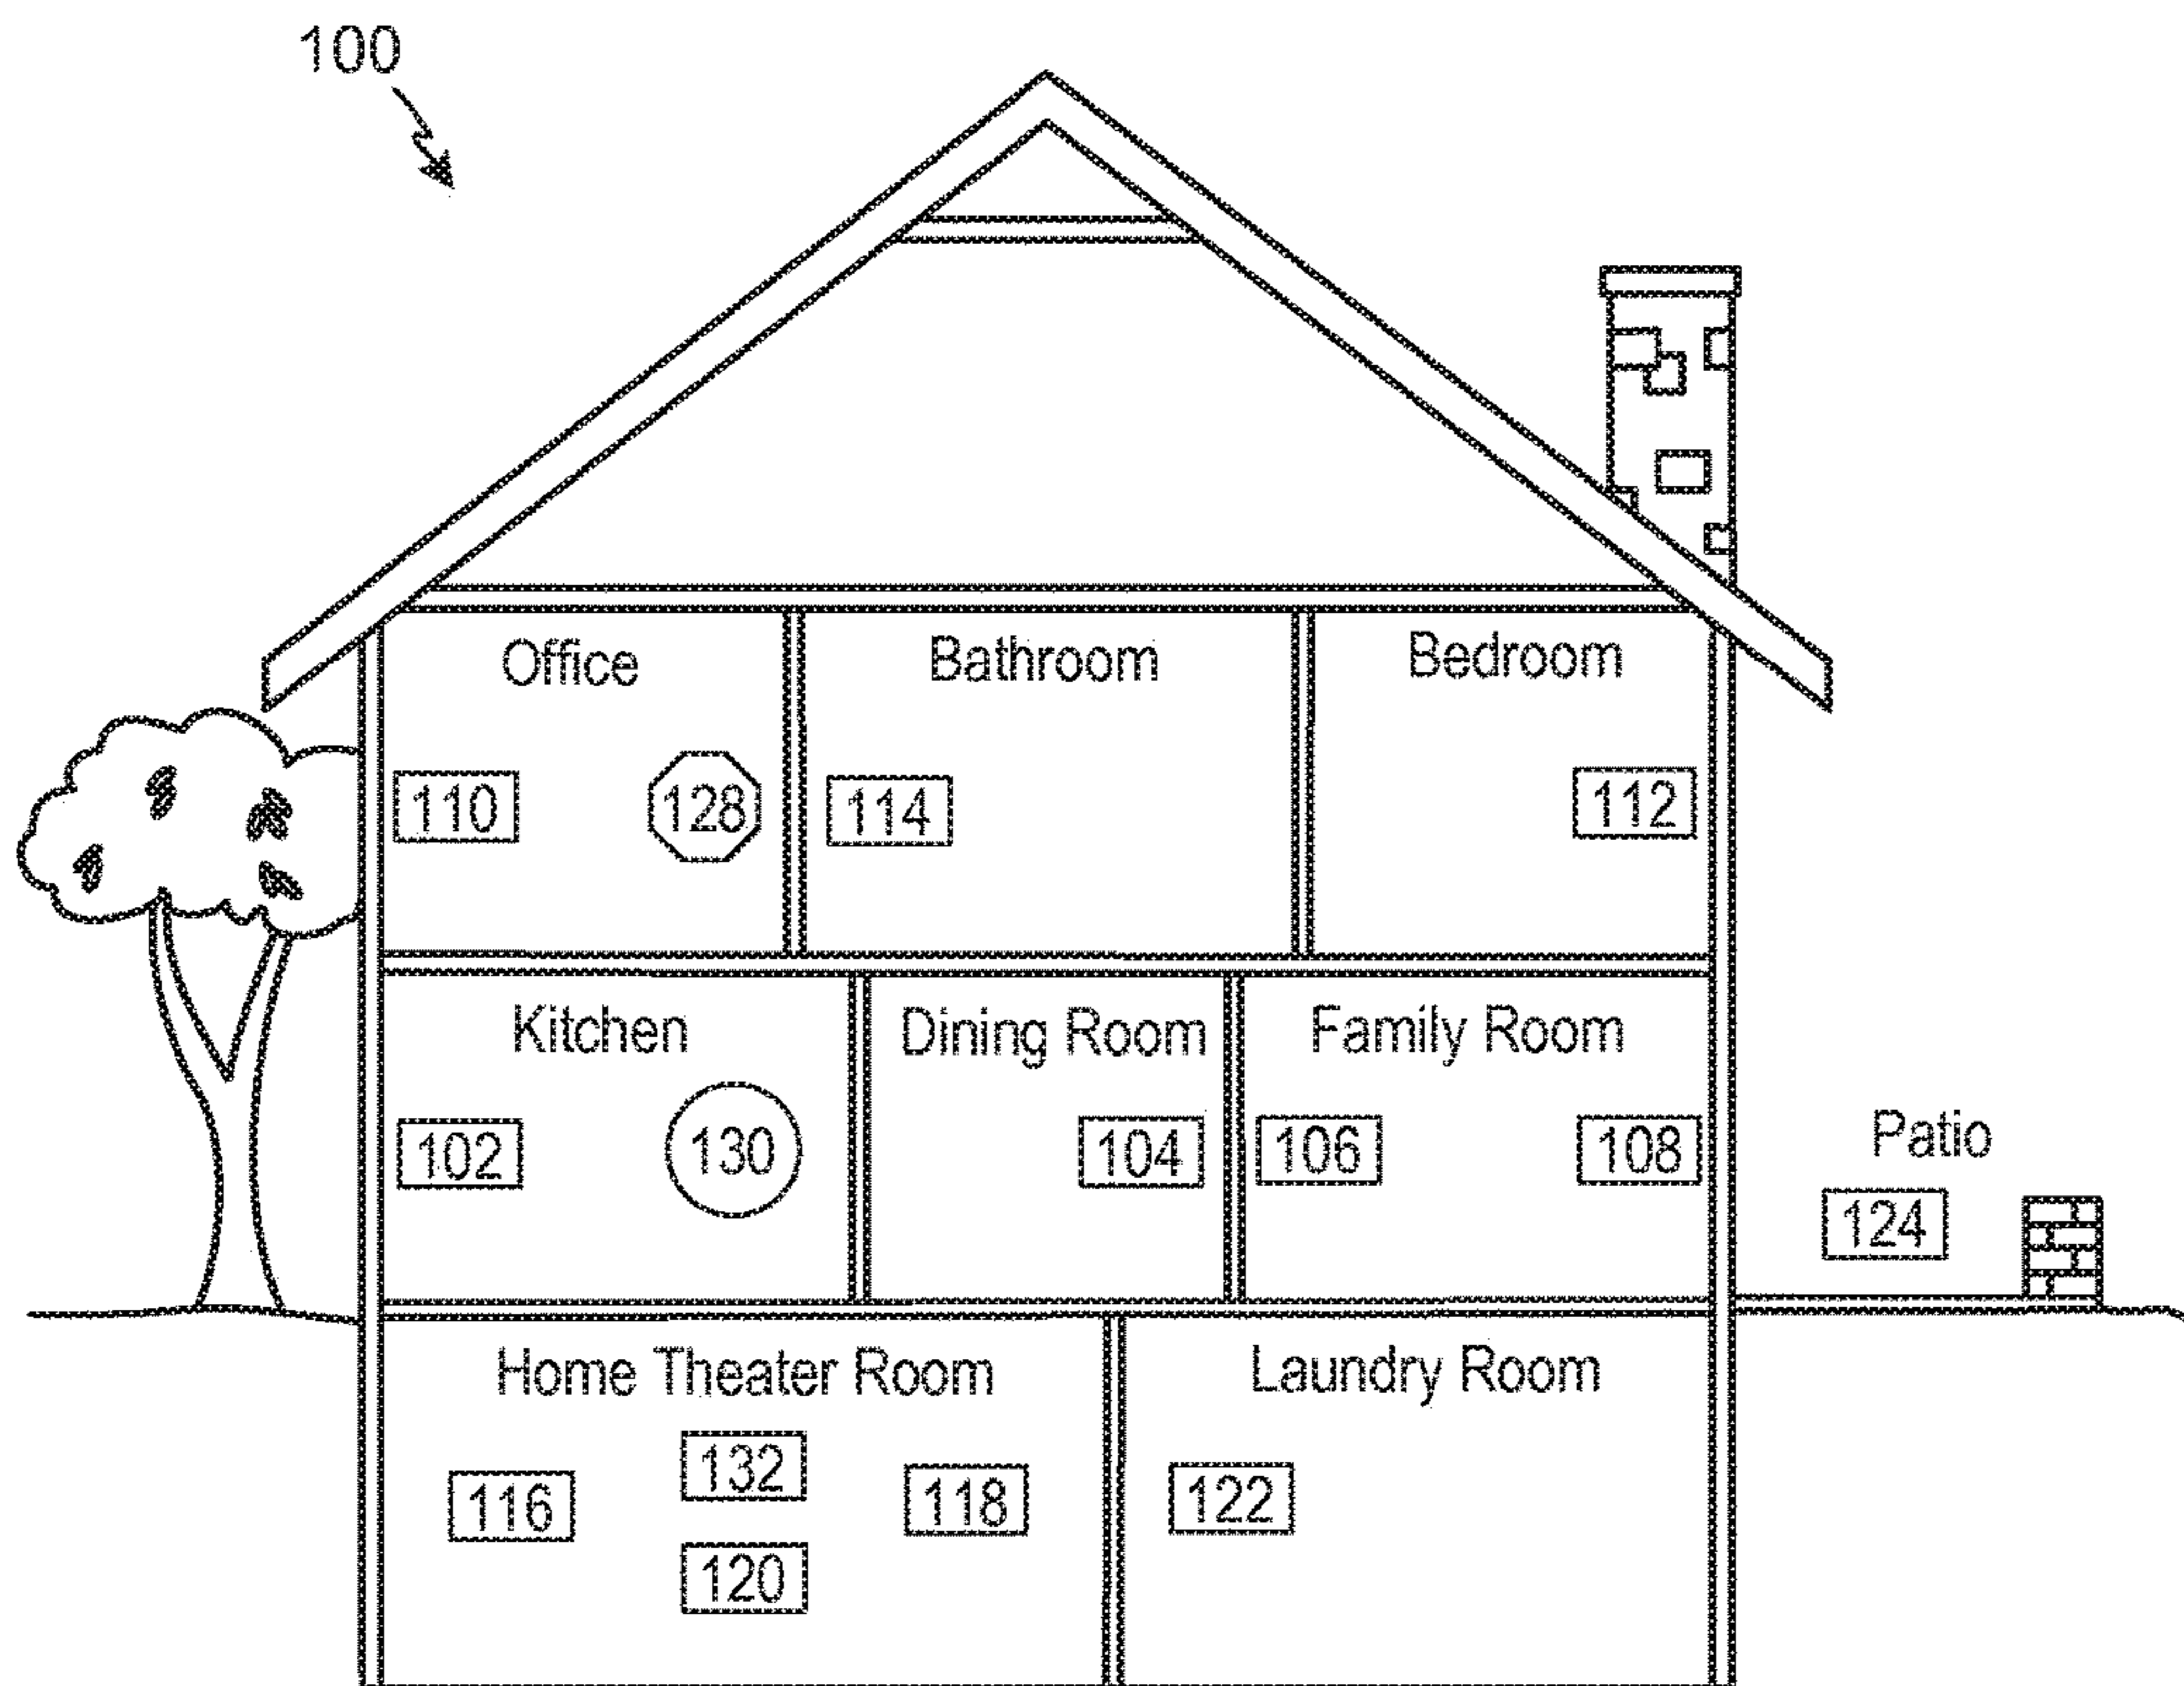 100
Office
Bathroom
Bedroom
110
128
114
112
Kitchen
Dining Room
Family Room
102
130
104
106
108
Patio
124
Home Theater Room
Laundry Room
116
132
118
120
122